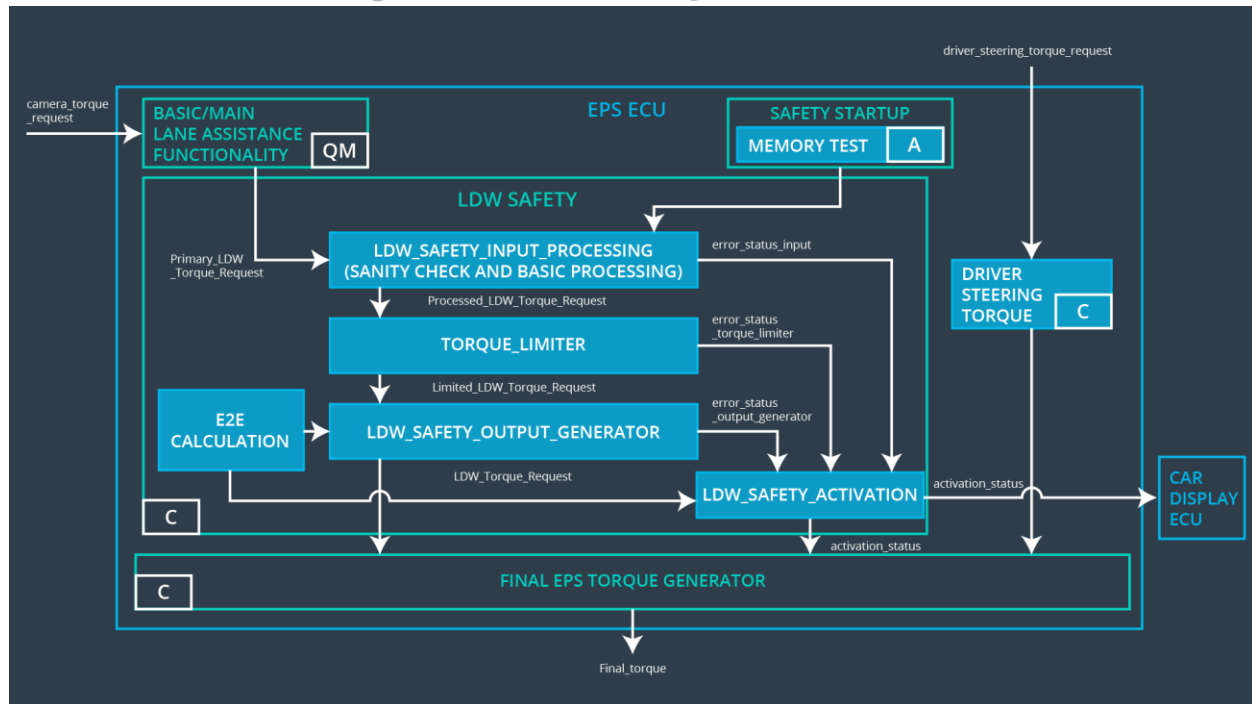 driver_steering_torque_request
camera_torque
_request
EPS ECU
BASIC/MAIN
LANE ASSISTANCE
FUNCTIONALITY
QM
SAFETY STARTUP
MEMORY TEST
A
LDW SAFETY
Primary_LDW
_Torque_Request
LDW_SAFETY_INPUT_PROCESSING
(SANITY CHECK AND BASIC PROCESSING)
error_status_input
DRIVER
STEERING
TORQUE
C
Processed_LDW_Torque_Request
TORQUE_LIMITER
error_status
_torque_limiter
Limited_LDW_Torque_Request
E2E
CALCULATION
LDW_SAFETY_OUTPUT_GENERATOR
error_status
_output_generator
LDW_Torque_Request
LDW_SAFETY_ACTIVATION
activation_status
CAR
DISPLAY
ECU
C
activation_status
FINAL EPS TORQUE GENERATOR
C
Final_torque